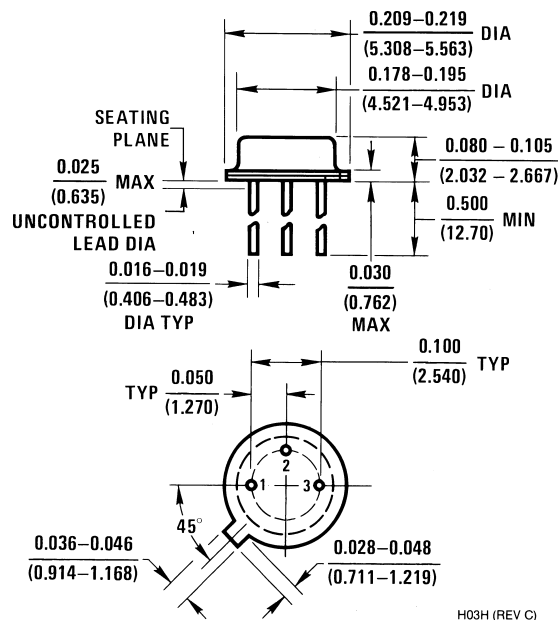 0.209–0.219 DIA
(5.308–5.563)
0.178–0.195 DIA
(4.521–4.953)
SEATING
PLANE
0.080 – 0.105
(2.032 – 2.667)
0.025 MAX
(0.635)
0.500 MIN
(12.70)
UNCONTROLLED
LEAD DIA
0.016–0.019
(0.406–0.483)
DIA TYP
0.030
(0.762)
MAX
0.100 TYP
(2.540)
TYP 0.050
(1.270)
2
1
3
45°
0.036–0.046
(0.914–1.168)
0.028–0.048
(0.711–1.219)
H03H (REV C)